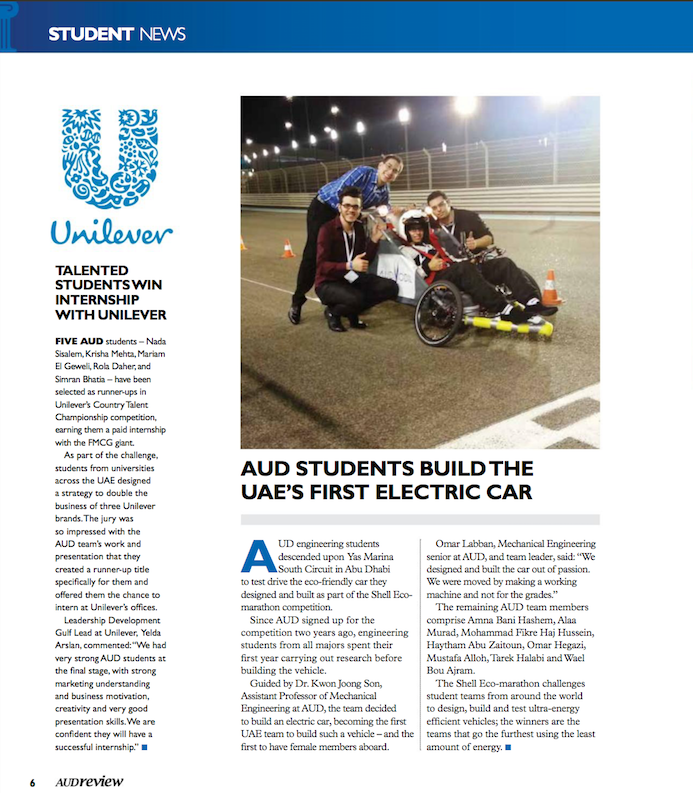 STUDENT NEWS
Unilever
TALENTED
STUDENTS WIN
INTERNSHIP
WITH UNILEVER
FIVE AUD students – Nada
Sisalem, Krisha Mehta, Mariam
El Geweli, Rola Daher, and
Simran Bhatia – have been
selected as runner-ups in
Unilever's Country Talent
Championship competition,
earning them a paid internship
with the FMCG giant.
As part of the challenge,
students from universities
across the UAE designed
a strategy to double the
business of three Unilever
brands. The jury was
so impressed with the
AUD team's work and
presentation that they
created a runner-up title
specifically for them and
offered them the chance to
intern at Unilever's offices.
Leadership Development
Gulf Lead at Unilever, Yelda
Arslan, commented: "We had
very strong AUD students at
the final stage, with strong
marketing understanding
and business motivation,
creativity and very good
presentation skills. We are
confident they will have a
successful internship."
AUD STUDENTS BUILD THE
UAE'S FIRST ELECTRIC CAR
AUD engineering students
descended upon Yas Marina
South Circuit in Abu Dhabi
to test drive the eco-friendly car they
designed and built as part of the Shell Eco-
marathon competition.
Since AUD signed up for the
competition two years ago, engineering
students from all majors spent their
first year carrying out research before
building the vehicle.
Guided by Dr. Kwon Joong Son,
Assistant Professor of Mechanical
Engineering at AUD, the team decided
to build an electric car, becoming the first
UAE team to build such a vehicle – and the
first to have female members aboard.
Omar Labban, Mechanical Engineering
senior at AUD, and team leader, said: "We
designed and built the car out of passion.
We were moved by making a working
machine and not for the grades."
The remaining AUD team members
comprise Amna Bani Hashem, Alaa
Murad, Mohammad Fikre Haj Hussein,
Haytham Abu Zaitoun, Omar Hegazi,
Mustafa Alloh, Tarek Halabi and Wael
Bou Ajram.
The Shell Eco-marathon challenges
student teams from around the world
to design, build and test ultra-energy
efficient vehicles; the winners are the
teams that go the furthest using the least
amount of energy.
6 AUDreview